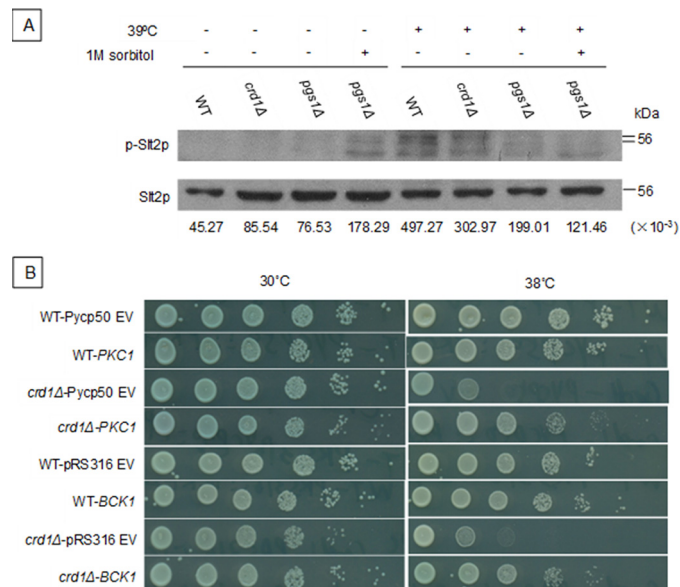 A
39ºC - - - - + + + +
1M sorbitol - - - + - - - +
WT crd1Δ pgs1Δ pgs1Δ WT crd1Δ pgs1Δ pgs1Δ kDa
p-Slt2p 56
Slt2p 56
45.27 85.54 76.53 178.29 497.27 302.97 199.01 121.46 (×10⁻³)
B
30°C 38°C
WT-Pycp50 EV
WT-PKC1
crd1Δ-Pycp50 EV
crd1Δ-PKC1
WT-pRS316 EV
WT-BCK1
crd1Δ-pRS316 EV
crd1Δ-BCK1